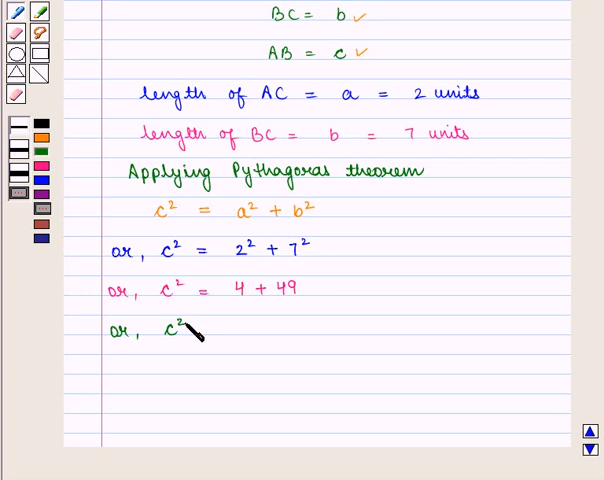 BC = b ✓
AB = c ✓
length of AC = a = 2 units
length of BC = b = 7 units
Applying Pythagoras theorem
c² = a² + b²
or, c² = 2² + 7²
or, c² = 4 + 49
or, c²